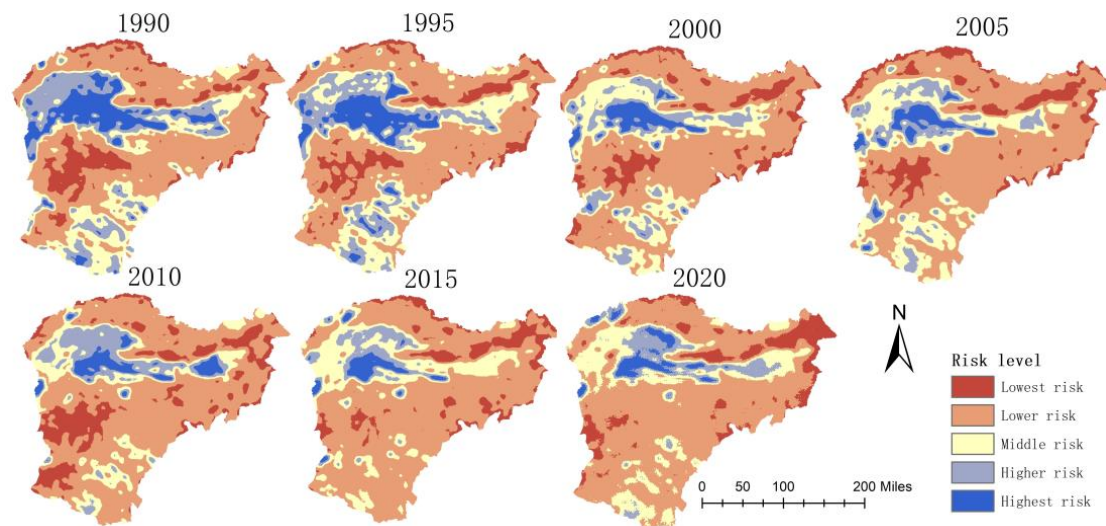 1990
1995
2000
2005
2010
2015
2020
N
Risk level
Lowest risk
Lower risk
Middle risk
Higher risk
Highest risk
0 50 100 200 Miles